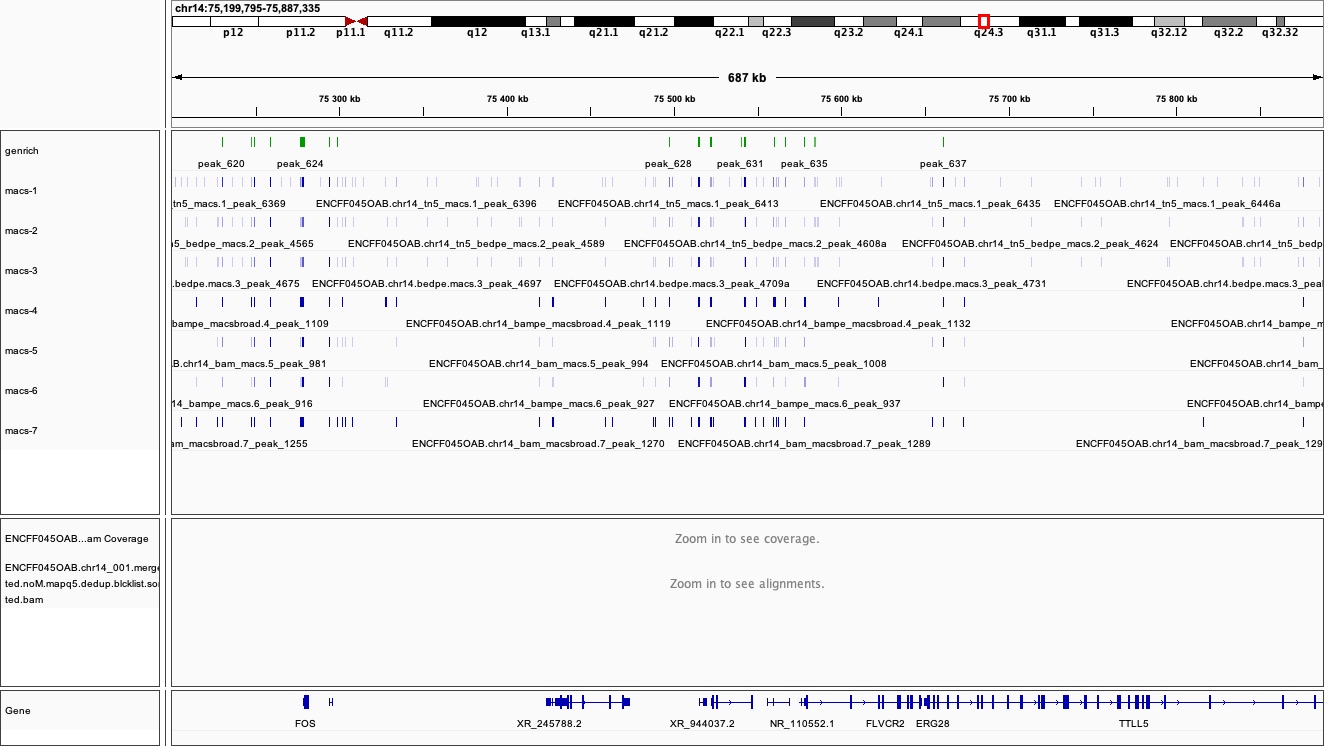 chr14:75,199,795-75,887,335
p12 p11.2 p11.1 q11.2 q12 q13.1 q21.1 q21.2 q22.1 q22.3 q23.2 q24.1 q24.3 q31.1 q31.3 q32.12 q32.2 q32.32
687 kb
75 300 kb 75 400 kb 75 500 kb 75 600 kb 75 700 kb 75 800 kb
genrich
peak_620 peak_624 peak_628 peak_631 peak_635 peak_637
macs-1
tn5_macs.1_peak_6369 ENCFF045OAB.chr14_tn5_macs.1_peak_6396 ENCFF045OAB.chr14_tn5_macs.1_peak_6413 ENCFF045OAB.chr14_tn5_macs.1_peak_6435 ENCFF045OAB.chr14_tn5_macs.1_peak_6446a
macs-2
n5_bedpe_macs.2_peak_4565 ENCFF045OAB.chr14_tn5_bedpe_macs.2_peak_4589 ENCFF045OAB.chr14_tn5_bedpe_macs.2_peak_4608a ENCFF045OAB.chr14_tn5_bedpe_macs.2_peak_4624 ENCFF045OAB.chr14_tn5_bedp
macs-3
.bedpe.macs.3_peak_4675 ENCFF045OAB.chr14.bedpe.macs.3_peak_4697 ENCFF045OAB.chr14.bedpe.macs.3_peak_4709a ENCFF045OAB.chr14.bedpe.macs.3_peak_4731 ENCFF045OAB.chr14.bedpe.macs.3_peal
macs-4
bampe_macsbroad.4_peak_1109 ENCFF045OAB.chr14_bampe_macsbroad.4_peak_1119 ENCFF045OAB.chr14_bampe_macsbroad.4_peak_1132 ENCFF045OAB.chr14_bampe_m
macs-5
B.chr14_bam_macs.5_peak_981 ENCFF045OAB.chr14_bam_macs.5_peak_994 ENCFF045OAB.chr14_bam_macs.5_peak_1008 ENCFF045OAB.chr14_bam_
macs-6
14_bampe_macs.6_peak_916 ENCFF045OAB.chr14_bampe_macs.6_peak_927 ENCFF045OAB.chr14_bampe_macs.6_peak_937 ENCFF045OAB.chr14_bampe
macs-7
am_macsbroad.7_peak_1255 ENCFF045OAB.chr14_bam_macsbroad.7_peak_1270 ENCFF045OAB.chr14_bam_macsbroad.7_peak_1289 ENCFF045OAB.chr14_bam_macsbroad.7_peak_129
ENCFF045OAB...am Coverage
Zoom in to see coverage.
ENCFF045OAB.chr14_001.merge
ted.noM.mapq5.dedup.blcklist.so
ted.bam
Zoom in to see alignments.
Gene
FOS XR_245788.2 XR_944037.2 NR_110552.1 FLVCR2 ERG28 TTLL5